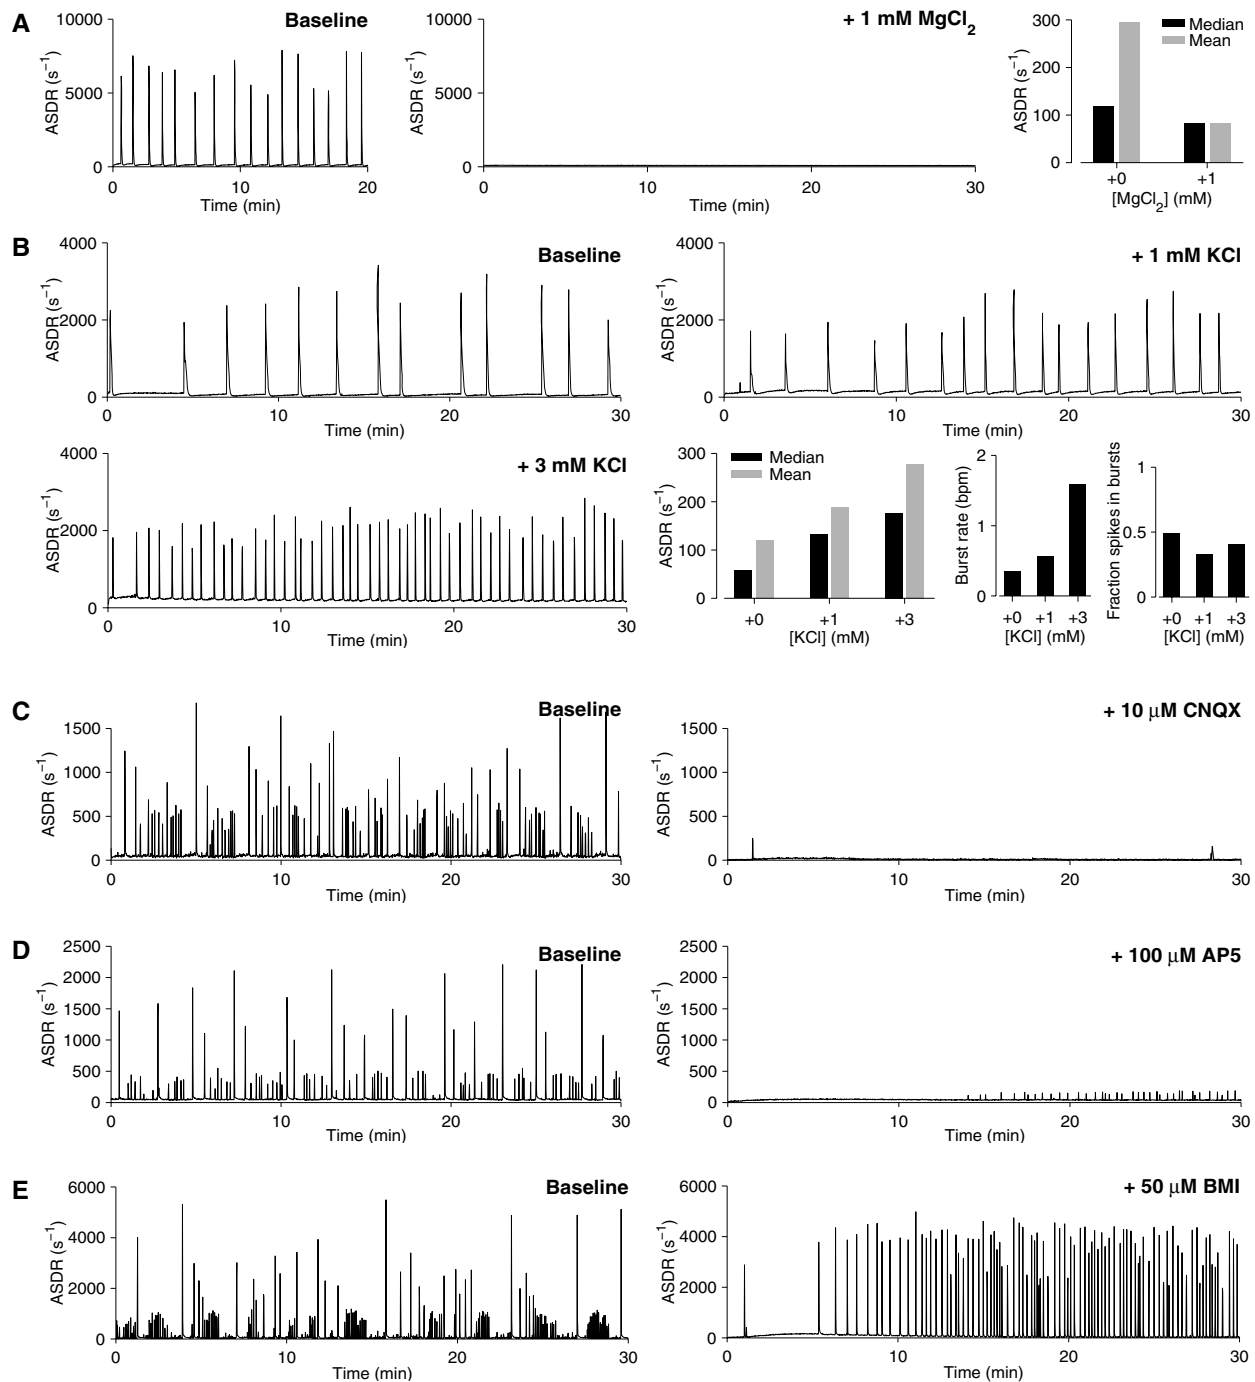 A
Baseline
ASDR (s⁻¹)
10000
5000
0
0 10 20
Time (min)
+ 1 mM MgCl₂
ASDR (s⁻¹)
10000
5000
0
0 10 20 30
Time (min)
ASDR (s⁻¹)
300
200
100
0
Median
Mean
+0 +1
[MgCl₂] (mM)
B
Baseline
ASDR (s⁻¹)
4000
2000
0
0 10 20 30
Time (min)
+ 1 mM KCl
ASDR (s⁻¹)
4000
2000
0
0 10 20 30
Time (min)
+ 3 mM KCl
ASDR (s⁻¹)
4000
2000
0
0 10 20 30
Time (min)
ASDR (s⁻¹)
300
200
100
0
Median
Mean
+0 +1 +3
[KCl] (mM)
Burst rate (bpm)
2
1
0
+0 +1 +3
[KCl] (mM)
Fraction spikes in bursts
1
0.5
0
+0 +1 +3
[KCl] (mM)
C
Baseline
ASDR (s⁻¹)
1500
1000
500
0
0 10 20 30
Time (min)
+ 10 μM CNQX
ASDR (s⁻¹)
1500
1000
500
0
0 10 20 30
Time (min)
D
Baseline
ASDR (s⁻¹)
2500
2000
1500
1000
500
0
0 10 20 30
Time (min)
+ 100 μM AP5
ASDR (s⁻¹)
2500
2000
1500
1000
500
0
0 10 20 30
Time (min)
E
Baseline
ASDR (s⁻¹)
6000
4000
2000
0
0 10 20 30
Time (min)
+ 50 μM BMI
ASDR (s⁻¹)
6000
4000
2000
0
0 10 20 30
Time (min)